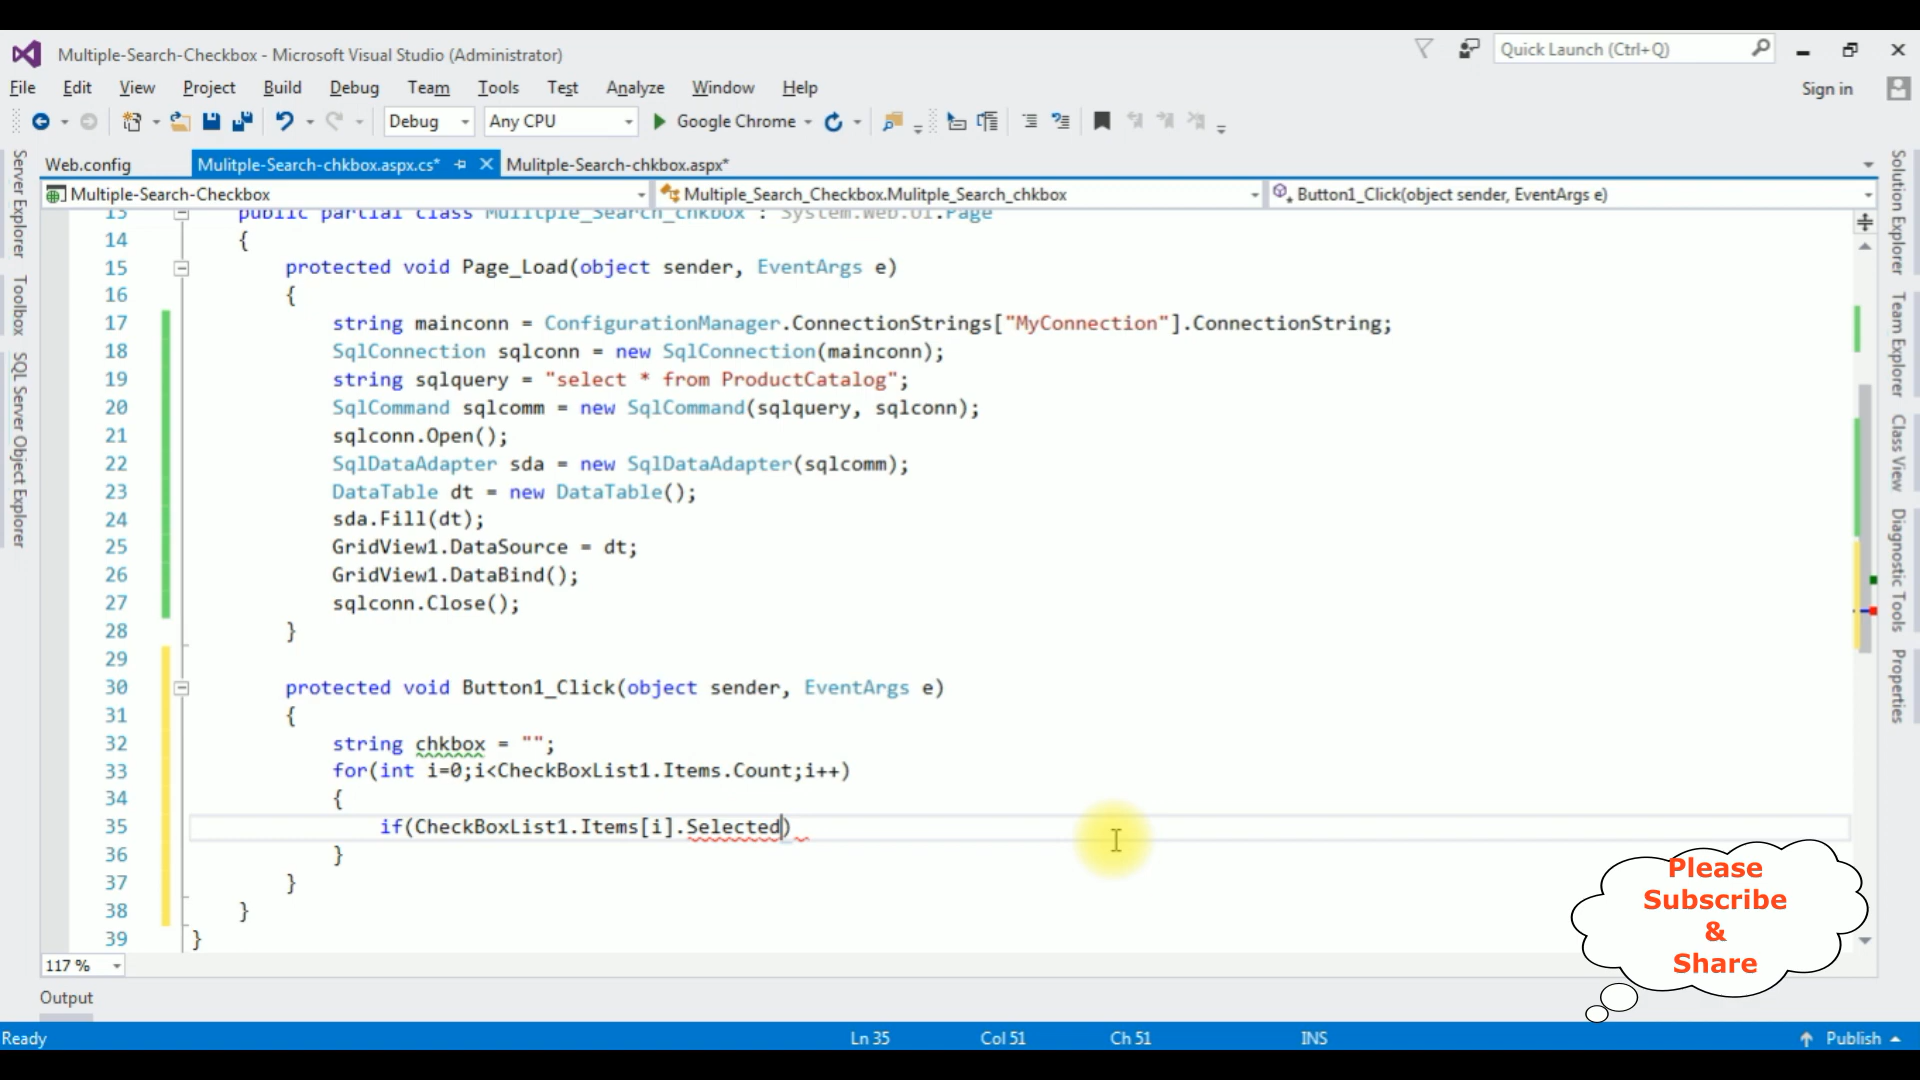 Multiple-Search-Checkbox - Microsoft Visual Studio (Administrator)
Quick Launch (Ctrl+Q)
File Edit View Project Build Debug Team Tools Test Analyze Window Help
Sign in
Debug Any CPU Google Chrome
Web.config Mulitple-Search-chkbox.aspx.cs* Mulitple-Search-chkbox.aspx*
Multiple-Search-Checkbox Multiple_Search_Checkbox.Mulitple_Search_chkbox Button1_Click(object sender, EventArgs e)
13 public partial class Mulitple_Search_chkbox : System.Web.UI.Page
14 {
15 protected void Page_Load(object sender, EventArgs e)
16 {
17 string mainconn = ConfigurationManager.ConnectionStrings["MyConnection"].ConnectionString;
18 SqlConnection sqlconn = new SqlConnection(mainconn);
19 string sqlquery = "select * from ProductCatalog";
20 SqlCommand sqlcomm = new SqlCommand(sqlquery, sqlconn);
21 sqlconn.Open();
22 SqlDataAdapter sda = new SqlDataAdapter(sqlcomm);
23 DataTable dt = new DataTable();
24 sda.Fill(dt);
25 GridView1.DataSource = dt;
26 GridView1.DataBind();
27 sqlconn.Close();
28 }
29
30 protected void Button1_Click(object sender, EventArgs e)
31 {
32 string chkbox = "";
33 for(int i=0;i<CheckBoxList1.Items.Count;i++)
34 {
35 if(CheckBoxList1.Items[i].Selected)
36 }
37 }
38 }
39 }
117 %
Output
Ready Ln 35 Col 51 Ch 51 INS Publish
Server Explorer
Toolbox
SQL Server Object Explorer
Solution Explorer
Team Explorer
Class View
Diagnostic Tools
Properties
Please
Subscribe
&
Share